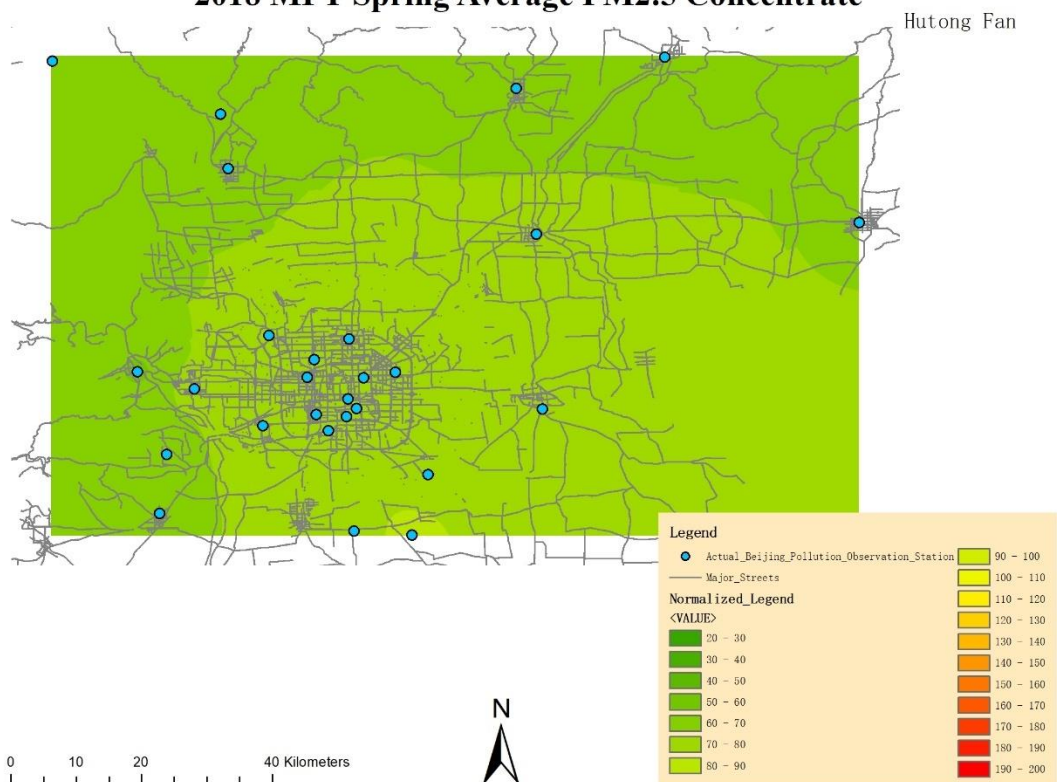 2018 MPT Spring Average PM2.5 Concentrate
Hutong Fan
Legend
Actual_Beijing_Pollution_Observation_Station
Major_Streets
Normalized_Legend
<VALUE>
20 - 30
30 - 40
40 - 50
50 - 60
60 - 70
70 - 80
80 - 90
90 - 100
100 - 110
110 - 120
120 - 130
130 - 140
140 - 150
150 - 160
160 - 170
170 - 180
180 - 190
190 - 200
N
0 10 20 40 Kilometers